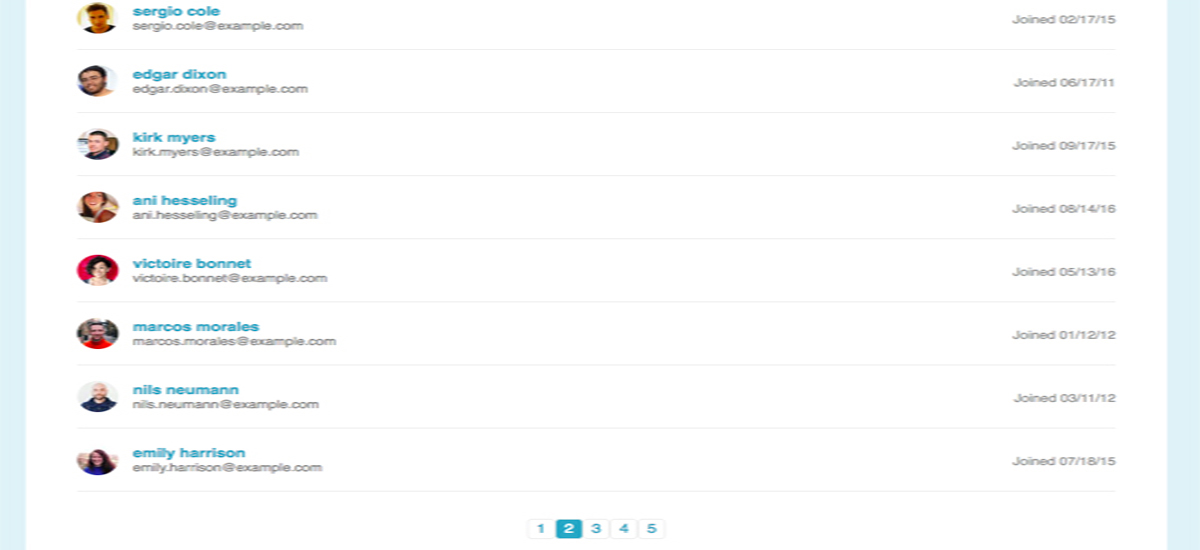 sergio cole
sergio.cole@example.com
Joined 02/17/15
edgar dixon
edgar.dixon@example.com
Joined 06/17/11
kirk myers
kirk.myers@example.com
Joined 09/17/15
ani hesseling
ani.hesseling@example.com
Joined 08/14/16
victoire bonnet
victoire.bonnet@example.com
Joined 05/13/16
marcos morales
marcos.morales@example.com
Joined 01/12/12
nils neumann
nils.neumann@example.com
Joined 03/11/12
emily harrison
emily.harrison@example.com
Joined 07/18/15
1 2 3 4 5